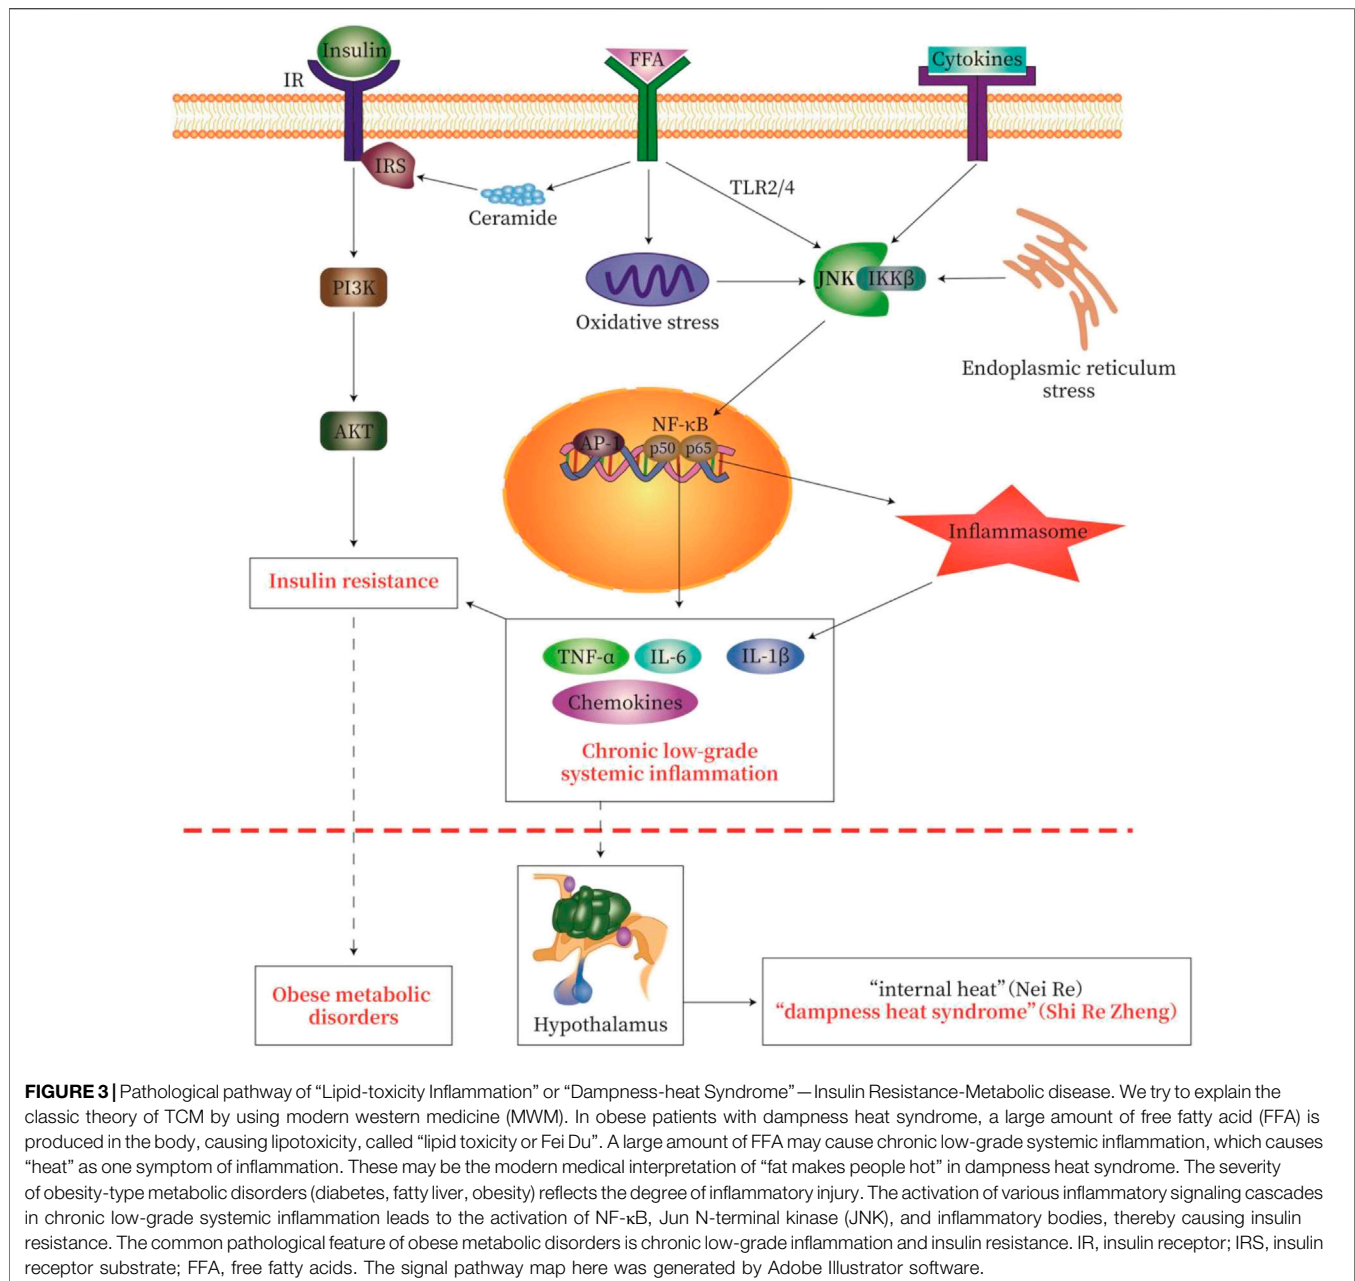 Insulin
FFA
Cytokines
IR
IRS
TLR2/4
Ceramide
JNK
IKKβ
PI3K
Oxidative stress
Endoplasmic reticulum
stress
NF-κB
AKT
AP-1
p50
p65
Inflammasome
Insulin resistance
TNF-α
IL-6
IL-1β
Chemokines
Chronic low-grade
systemic inflammation
Obese metabolic
disorders
Hypothalamus
“internal heat” (Nei Re)
“dampness heat syndrome” (Shi Re Zheng)
FIGURE 3 | Pathological pathway of “Lipid-toxicity Inflammation” or “Dampness-heat Syndrome”—Insulin Resistance-Metabolic disease. We try to explain the
classic theory of TCM by using modern western medicine (MWM). In obese patients with dampness heat syndrome, a large amount of free fatty acid (FFA) is
produced in the body, causing lipotoxicity, called “lipid toxicity or Fei Du”. A large amount of FFA may cause chronic low-grade systemic inflammation, which causes
“heat” as one symptom of inflammation. These may be the modern medical interpretation of “fat makes people hot” in dampness heat syndrome. The severity
of obesity-type metabolic disorders (diabetes, fatty liver, obesity) reflects the degree of inflammatory injury. The activation of various inflammatory signaling cascades
in chronic low-grade systemic inflammation leads to the activation of NF-κB, Jun N-terminal kinase (JNK), and inflammatory bodies, thereby causing insulin
resistance. The common pathological feature of obese metabolic disorders is chronic low-grade inflammation and insulin resistance. IR, insulin receptor; IRS, insulin
receptor substrate; FFA, free fatty acids. The signal pathway map here was generated by Adobe Illustrator software.